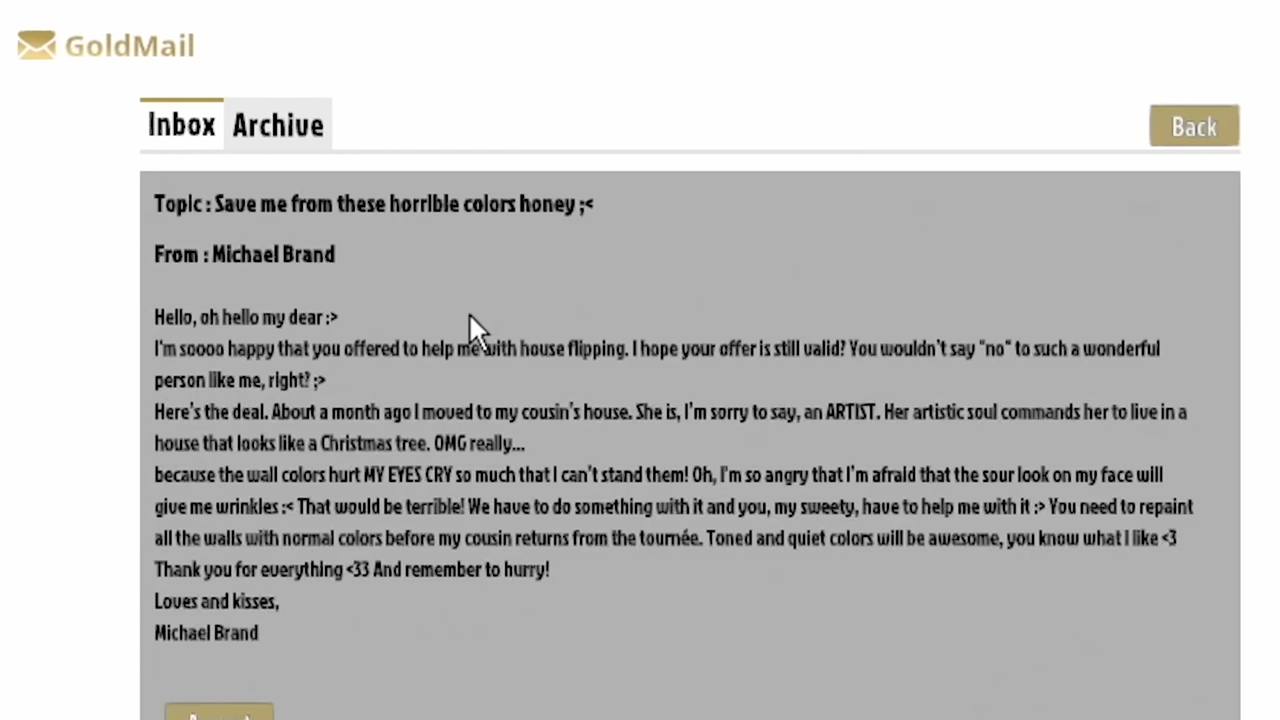 GoldMail
Inbox Archive Back
Topic : Save me from these horrible colors honey ;<
From : Michael Brand
Hello, oh hello my dear :>
I'm soooo happy that you offered to help me with house flipping. I hope your offer is still valid? You wouldn't say "no" to such a wonderful
person like me, right? ;>
Here's the deal. About a month ago I moved to my cousin's house. She is, I'm sorry to say, an ARTIST. Her artistic soul commands her to live in a
house that looks like a Christmas tree. OMG really...
because the wall colors hurt MY EYES CRY so much that I can't stand them! Oh, I'm so angry that I'm afraid that the sour look on my face will
give me wrinkles :< That would be terrible! We have to do something with it and you, my sweety, have to help me with it :> You need to repaint
all the walls with normal colors before my cousin returns from the tournée. Toned and quiet colors will be awesome, you know what I like <3
Thank you for everything <33 And remember to hurry!
Loves and kisses,
Michael Brand